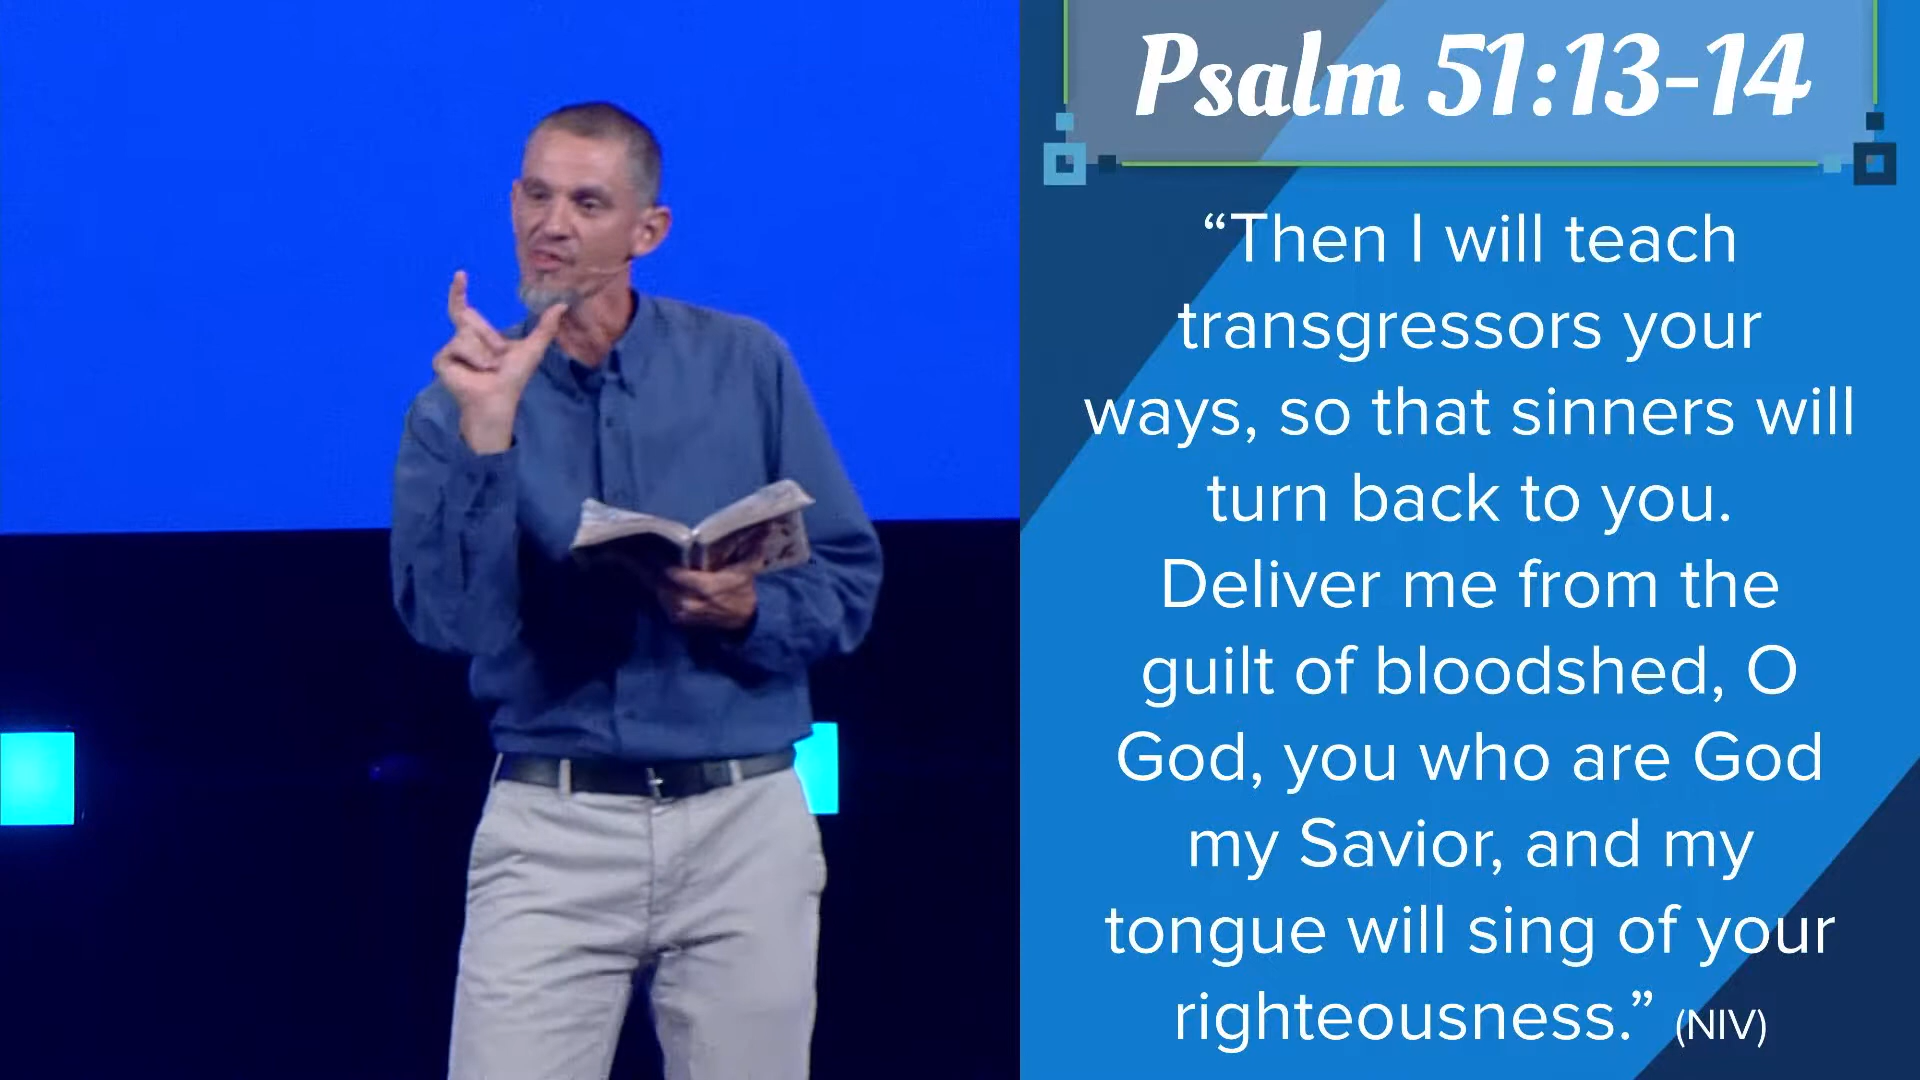 Psalm 51:13-14
“Then I will teach
transgressors your
ways, so that sinners will
turn back to you.
Deliver me from the
guilt of bloodshed, O
God, you who are God
my Savior, and my
tongue will sing of your
righteousness.” (NIV)